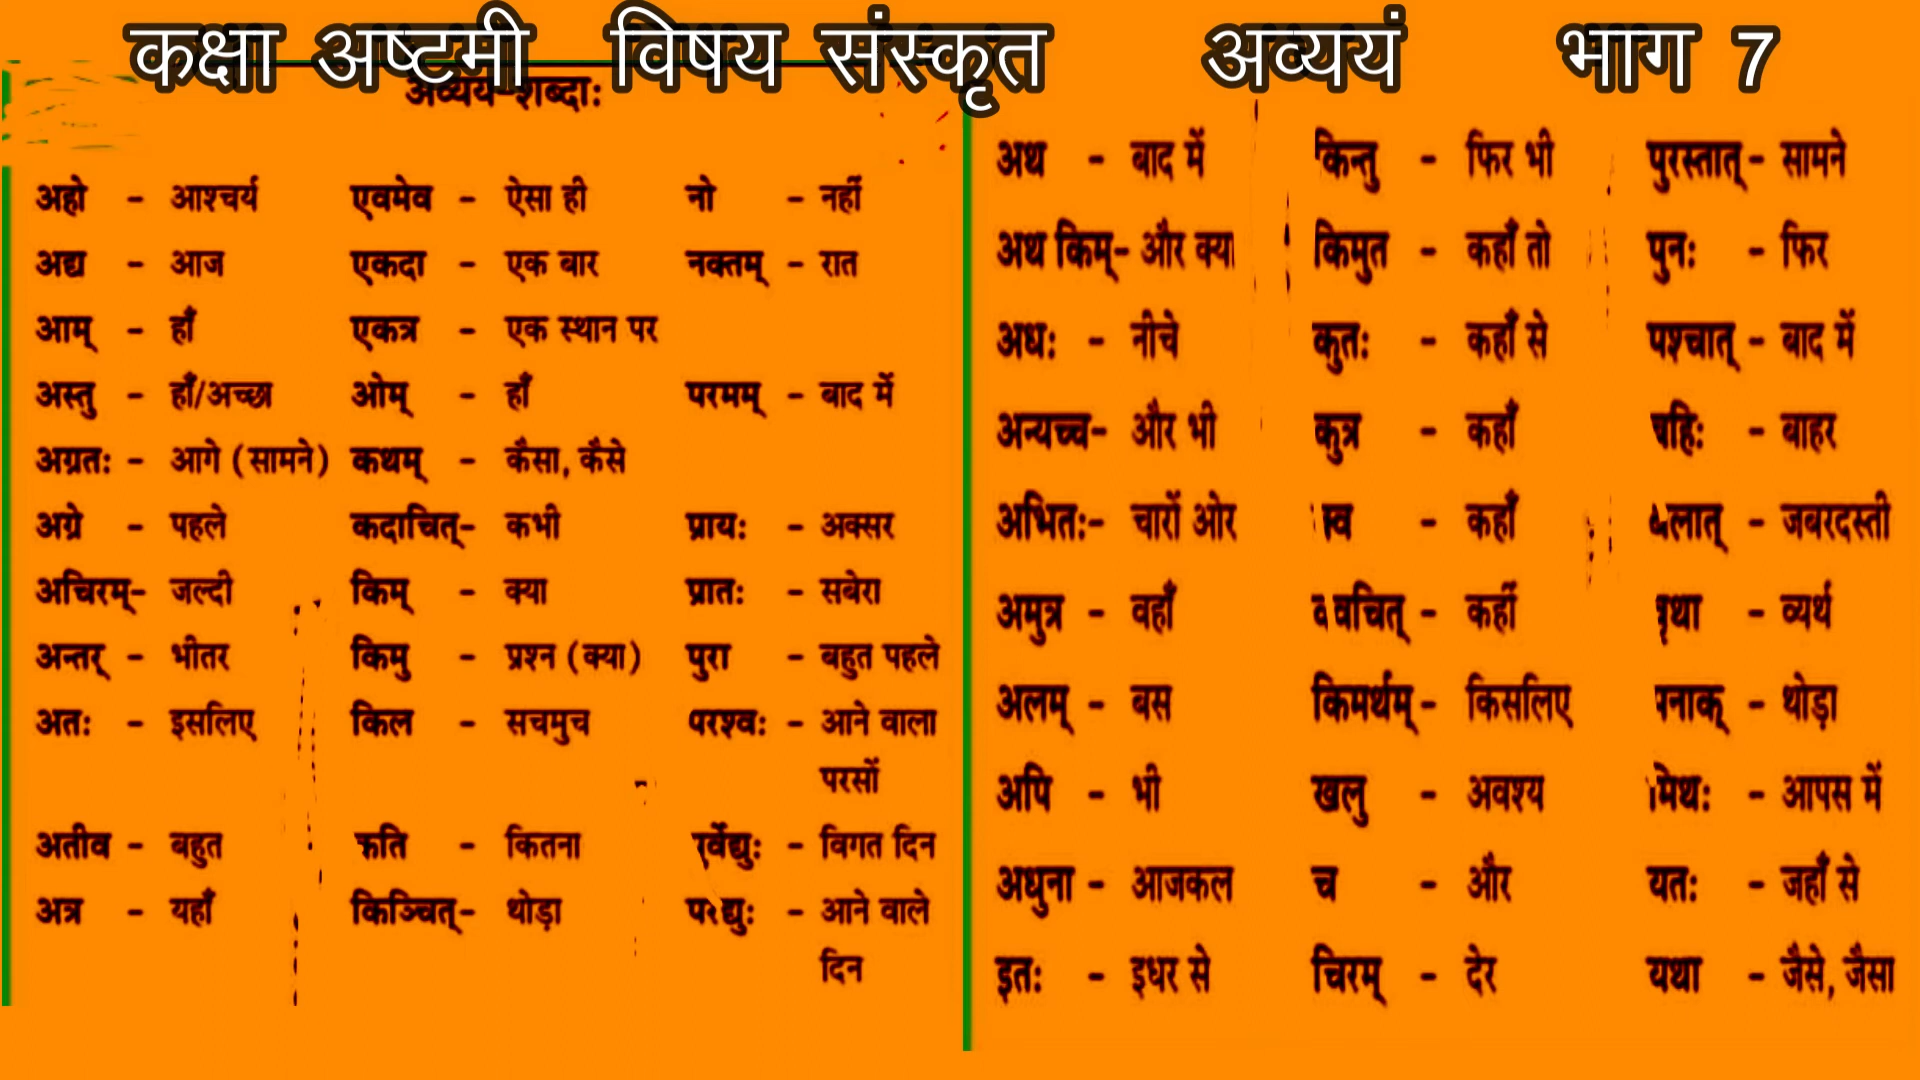 कक्षा अष्टमी विषय संस्कृत अव्ययं भाग 7
अव्यय-शब्दाः
अहो - आश्चर्य एवमेव - ऐसा ही नो - नहीं
अद्य - आज एकदा - एक बार नक्तम् - रात
आम् - हाँ एकत्र - एक स्थान पर
अस्तु - हाँ/अच्छा ओम् - हाँ परमम् - बाद में
अग्रतः - आगे (सामने) कथम् - कैसा, कैसे
अग्रे - पहले कदाचित् - कभी प्रायः - अक्सर
अचिरम् - जल्दी किम् - क्या प्रातः - सबेरा
अन्तर् - भीतर किमु - प्रश्न (क्या) पुरा - बहुत पहले
अतः - इसलिए किल - सचमुच परश्वः - आने वाला
परसों
अतीव - बहुत कति - कितना - विगत दिन
अत्र - यहाँ किञ्चित् - थोड़ा - आने वाले
दिन
अथ - बाद में किन्तु - फिर भी पुरस्तात् - सामने
अथ किम् - और क्या किमुत - कहाँ तो पुनः - फिर
अधः - नीचे कुतः - कहाँ से पश्चात् - बाद में
अन्यच्च - और भी कुत्र - कहाँ बहिः - बाहर
अभितः - चारों ओर - कहाँ - जबरदस्ती
अमुत्र - वहाँ क्वचित् - कहीं वृथा - व्यर्थ
अलम् - बस किमर्थम् - किसलिए मनाक् - थोड़ा
अपि - भी खलु - अवश्य मिथः - आपस में
अधुना - आजकल च - और यतः - जहाँ से
इतः - इधर से चिरम् - देर यथा - जैसे, जैसा